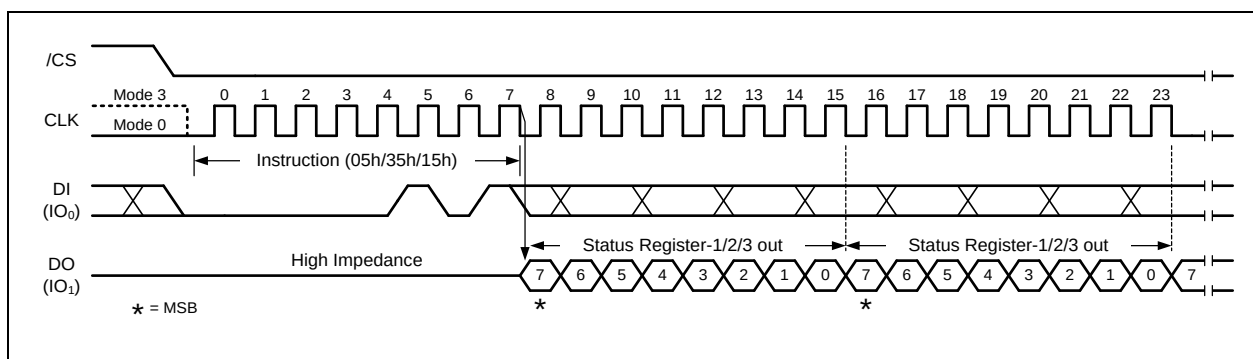 /CS
Mode 3 0 1 2 3 4 5 6 7 8 9 10 11 12 13 14 15 16 17 18 19 20 21 22 23
CLK Mode 0
Instruction (05h/35h/15h)
DI
(IO₀)
Status Register-1/2/3 out Status Register-1/2/3 out
DO High Impedance 7 6 5 4 3 2 1 0 7 6 5 4 3 2 1 0 7
(IO₁)
* = MSB * *